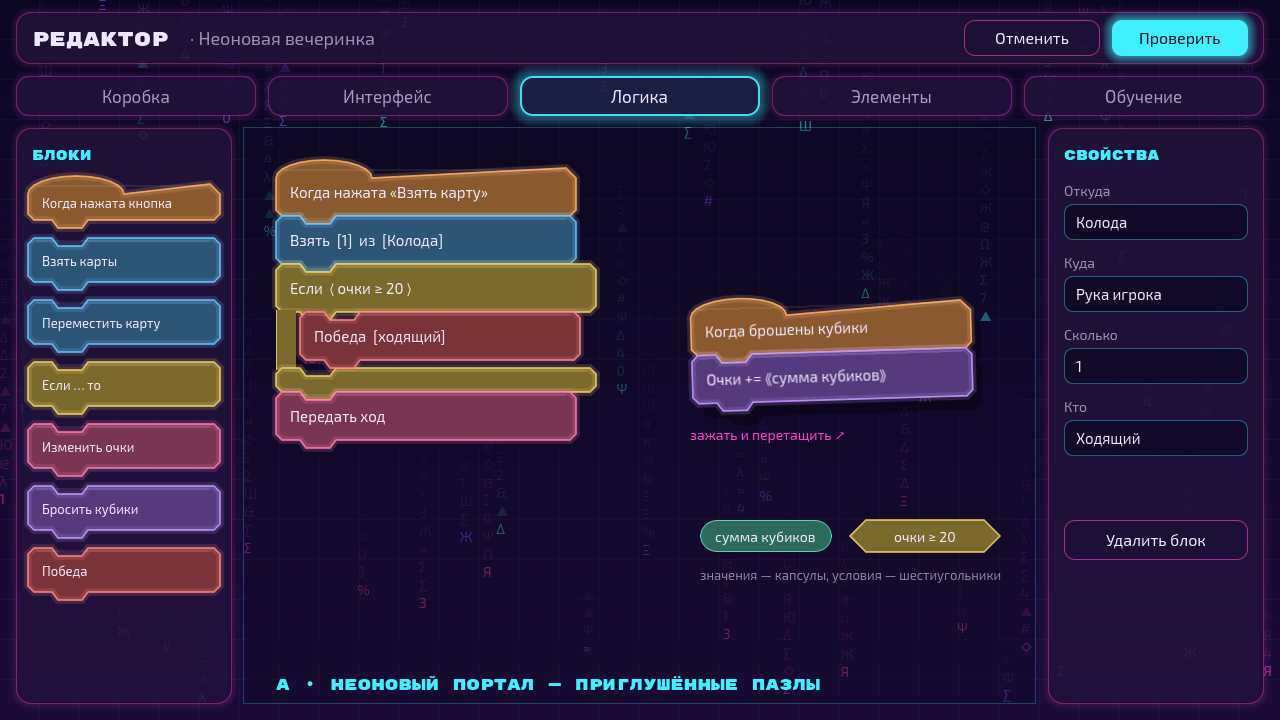 РЕДАКТОР · Неоновая вечеринка
Отменить
Проверить
Коробка
Интерфейс
Логика
Элементы
Обучение
БЛОКИ
Когда нажата кнопка
Взять карты
Переместить карту
Если … то
Изменить очки
Бросить кубики
Победа
Когда нажата «Взять карту»
Взять [1] из [Колода]
Если ⟨ очки ≥ 20 ⟩
Победа [ходящий]
Передать ход
Когда брошены кубики
Очки += ⟪сумма кубиков⟫
зажать и перетащить ↗
сумма кубиков
очки ≥ 20
значения — капсулы, условия — шестиугольники
А · НЕОНОВЫЙ ПОРТАЛ — ПРИГЛУШЁННЫЕ ПАЗЛЫ
СВОЙСТВА
Откуда
Колода
Куда
Рука игрока
Сколько
1
Кто
Ходящий
Удалить блок